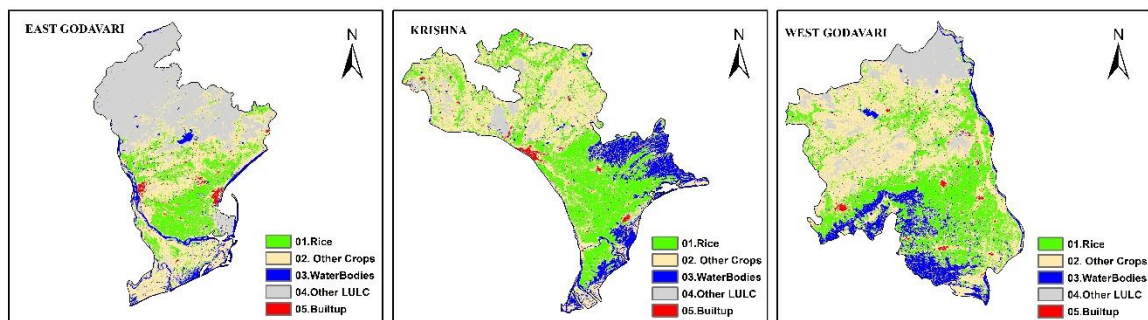 EAST GODAVARI
N
01.Rice
02. Other Crops
03.WaterBodies
04.Other LULC
05.Builtup
KRISHNA
N
01.Rice
02. Other Crops
03.WaterBodies
04.Other LULC
05.Builtup
WEST GODAVARI
N
01.Rice
02. Other Crops
03.WaterBodies
04.Other LULC
05.Builtup